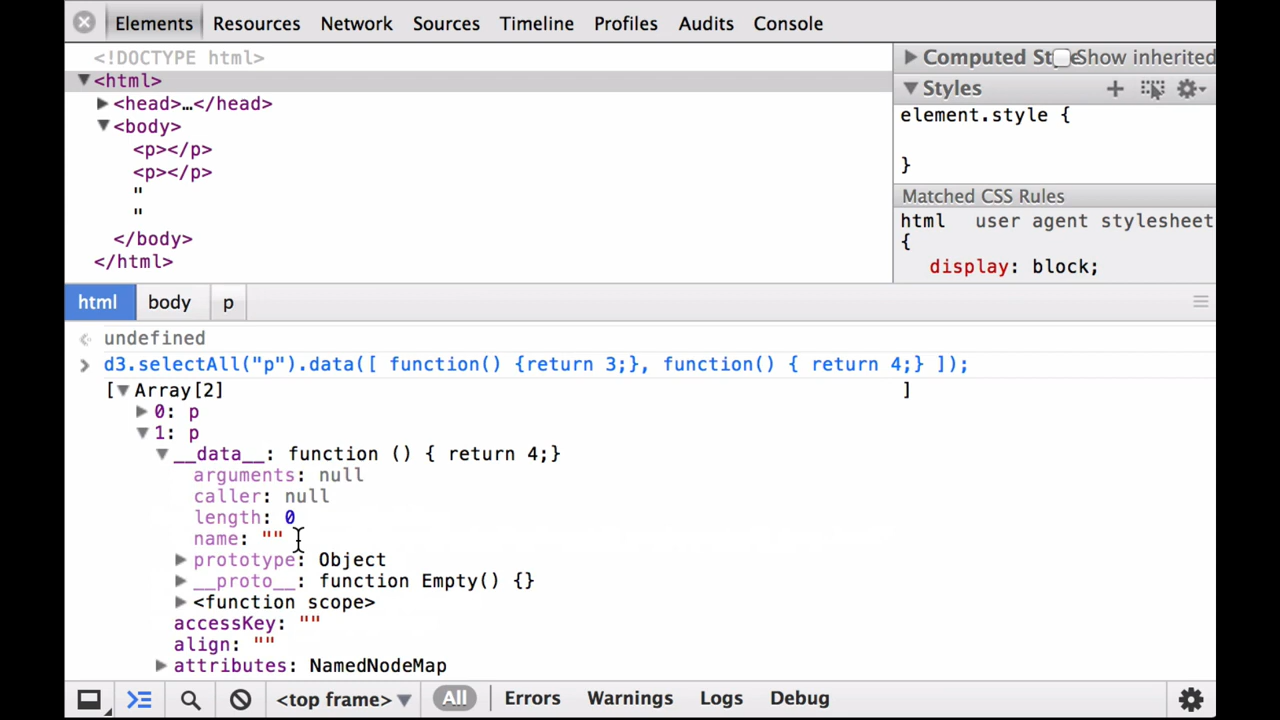 Elements Resources Network Sources Timeline Profiles Audits Console
<!DOCTYPE html>
<html>
<head>…</head>
<body>
<p></p>
<p></p>
"
"
</body>
</html>
Computed Show inherited
Styles
element.style {
}
Matched CSS Rules
html user agent stylesheet
{
display: block;
html body p
undefined
d3.selectAll("p").data([ function() {return 3;}, function() { return 4;} ]);
[ Array[2] ]
0: p
1: p
__data__: function () { return 4;}
arguments: null
caller: null
length: 0
name: ""
prototype: Object
__proto__: function Empty() {}
<function scope>
accessKey: ""
align: ""
attributes: NamedNodeMap
<top frame> All Errors Warnings Logs Debug